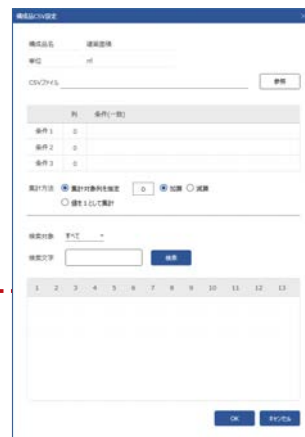 構成品CSV設定
構成品名 建築面積
単位 ㎡
CSVファイル 参照
列 条件(一致)
条件1 0
条件2 0
条件3 0
集計方法 集計対象列を指定 0 加算 減算
値を1として集計
検索対象 すべて
検索文字 検索
1 2 3 4 5 6 7 8 9 10 11 12 13
OK キャンセル